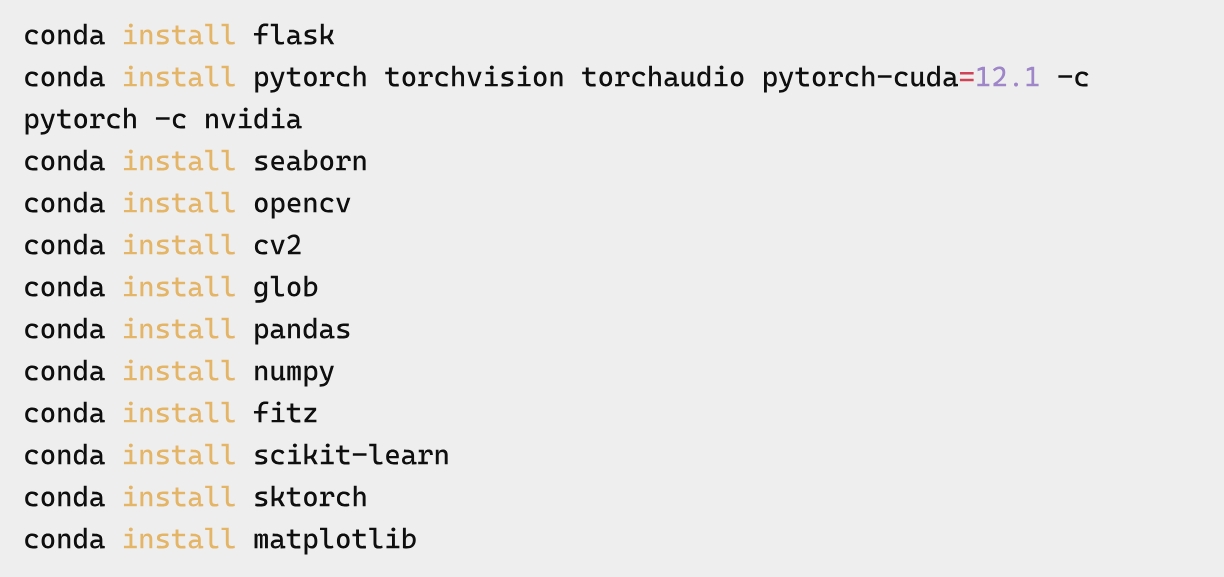 conda install flask
conda install pytorch torchvision torchaudio pytorch-cuda=12.1 -c
pytorch -c nvidia
conda install seaborn
conda install opencv
conda install cv2
conda install glob
conda install pandas
conda install numpy
conda install fitz
conda install scikit-learn
conda install sktorch
conda install matplotlib